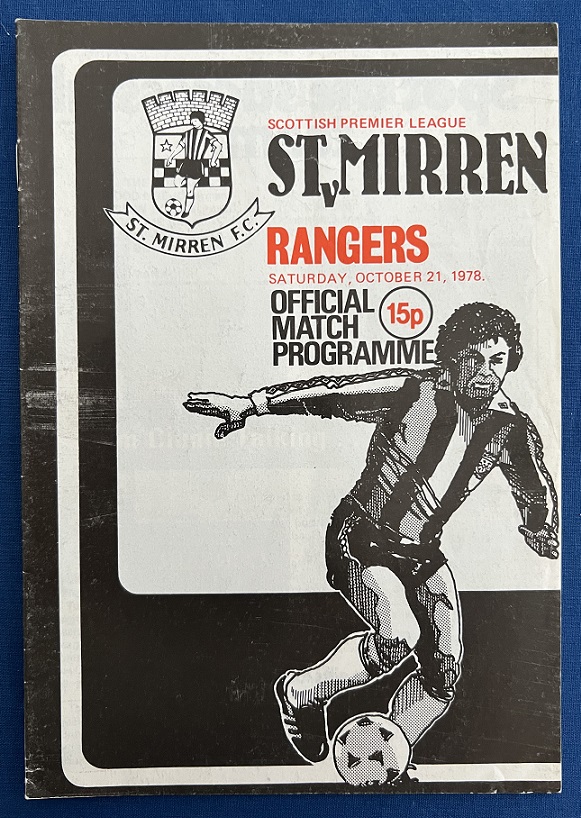 SCOTTISH PREMIER LEAGUE
ST. MIRREN
v
RANGERS
SATURDAY, OCTOBER 21, 1978.
OFFICIAL
MATCH
PROGRAMME
15p
ST. MIRREN F.C.